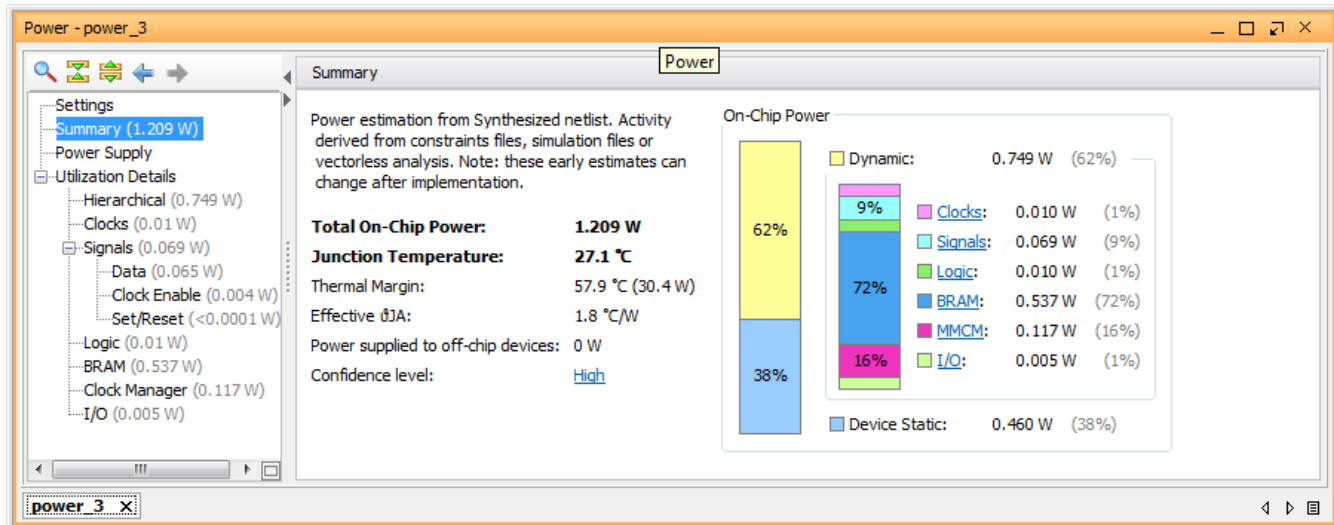 Power - power_3
Power
Settings
Summary (1.209 W)
Power Supply
Utilization Details
Hierarchical (0.749 W)
Clocks (0.01 W)
Signals (0.069 W)
Data (0.065 W)
Clock Enable (0.004 W)
Set/Reset (<0.0001 W)
Logic (0.01 W)
BRAM (0.537 W)
Clock Manager (0.117 W)
I/O (0.005 W)
Summary
Power estimation from Synthesized netlist. Activity
derived from constraints files, simulation files or
vectorless analysis. Note: these early estimates can
change after implementation.
Total On-Chip Power: 1.209 W
Junction Temperature: 27.1 °C
Thermal Margin: 57.9 °C (30.4 W)
Effective ϑJA: 1.8 °C/W
Power supplied to off-chip devices: 0 W
Confidence level: High
On-Chip Power
62%
38%
Dynamic: 0.749 W (62%)
9%
72%
16%
Clocks: 0.010 W (1%)
Signals: 0.069 W (9%)
Logic: 0.010 W (1%)
BRAM: 0.537 W (72%)
MMCM: 0.117 W (16%)
I/O: 0.005 W (1%)
Device Static: 0.460 W (38%)
power_3